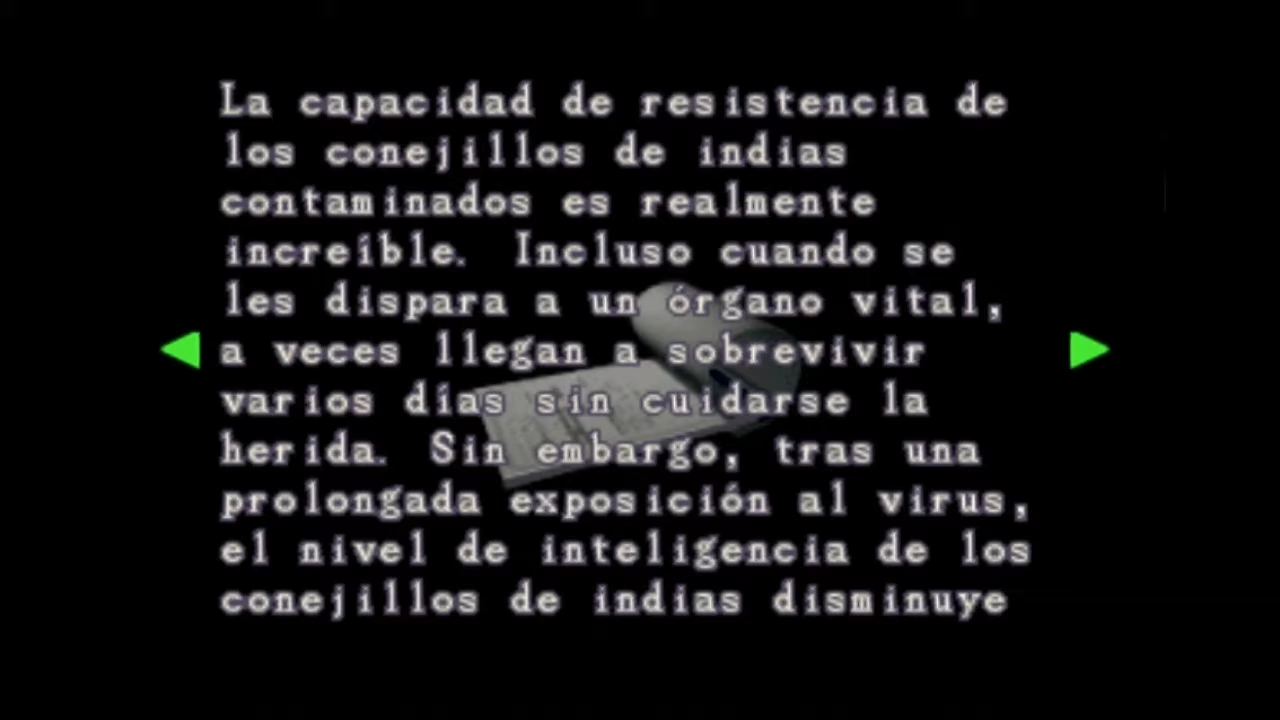 La capacidad de resistencia de
los conejillos de indias
contaminados es realmente
increíble. Incluso cuando se
les dispara a un órgano vital,
a veces llegan a sobrevivir
varios días sin cuidarse la
herida. Sin embargo, tras una
prolongada exposición al virus,
el nivel de inteligencia de los
conejillos de indias disminuye